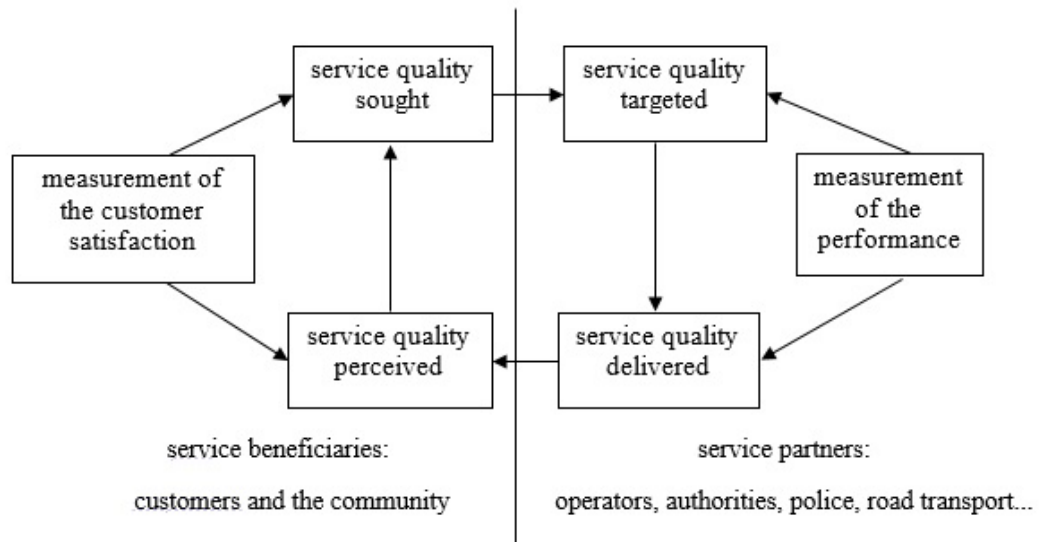 service quality
sought
service quality
targeted
measurement of
the customer
satisfaction
measurement
of the
performance
service quality
perceived
service quality
delivered
service beneficiaries:
customers and the community
service partners:
operators, authorities, police, road transport...